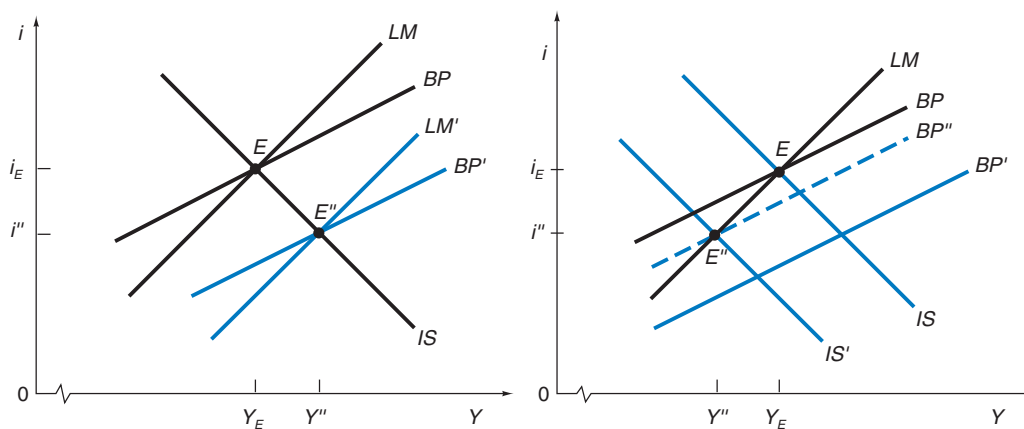 i
LM
BP
LM'
E
BP'
i_E
E"
i"
IS
0
Y_E
Y"
Y
i
LM
BP
BP"
E
BP'
i_E
i"
E"
IS
IS'
0
Y"
Y_E
Y